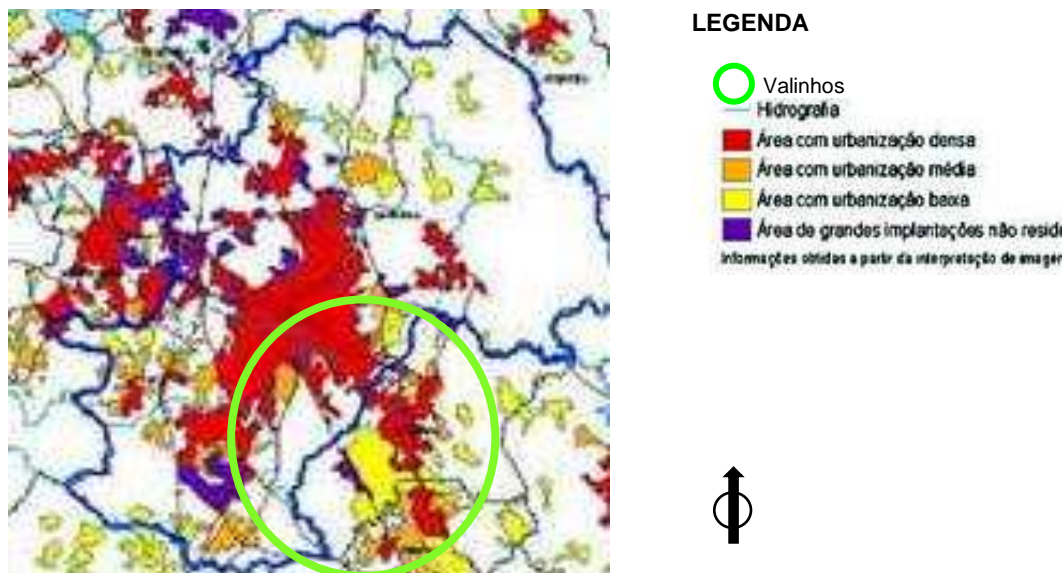 LEGENDA
Valinhos
Hidrografia
Área com urbanização densa
Área com urbanização média
Área com urbanização baixa
Área de grandes implantações não reside
Informações obtidas a partir da interpretação de imagen